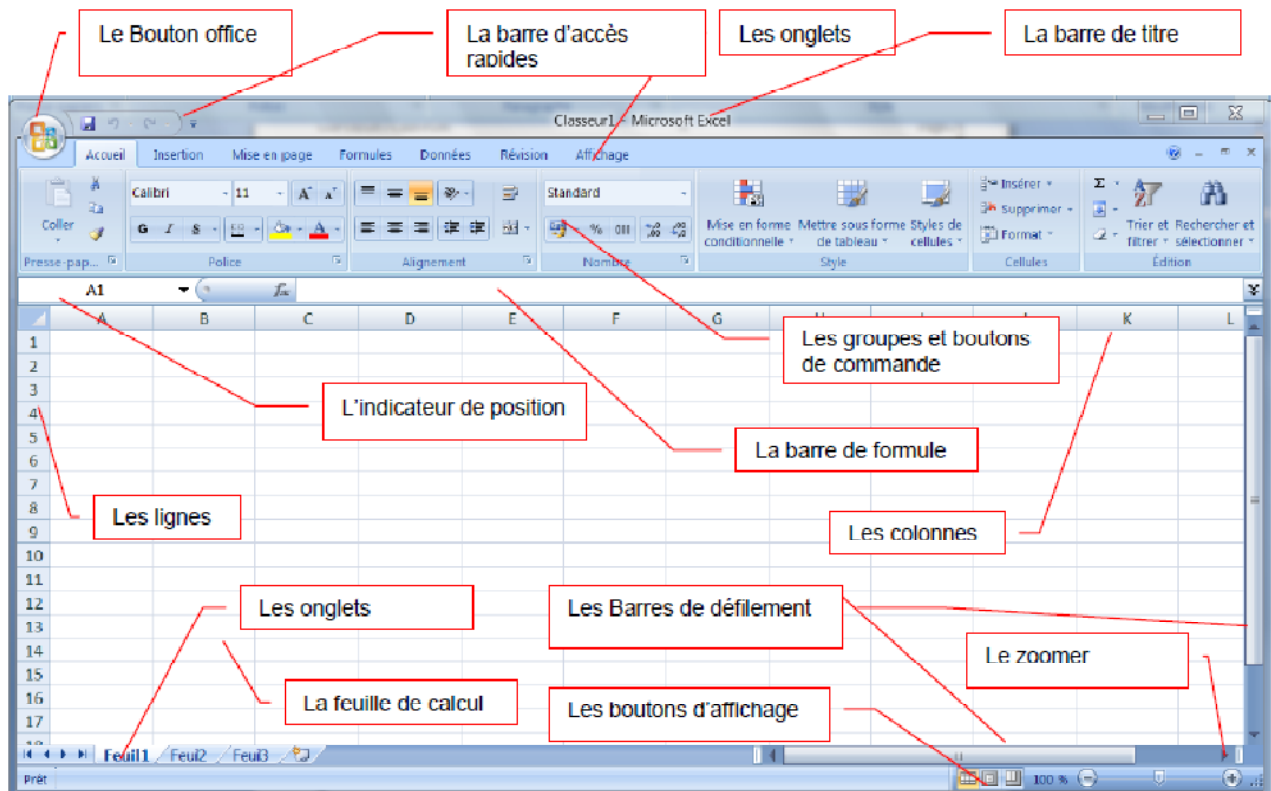 Le Bouton office
La barre d'accès
rapides
Les onglets
La barre de titre
Classeur1 - Microsoft Excel
Accueil Insertion Mise en page Formules Données Révision Affichage
Calibri 11
Standard
Coller
G I S
% 000
Mise en forme
conditionnelle
Mettre sous forme
de tableau
Styles de
cellules
Insérer
Supprimer
Format
Σ
Trier et
filtrer
Rechercher et
sélectionner
Presse-pap... Police Alignement Nombre Style Cellules Édition
A1
fx
A B C D E F G K L
Les groupes et boutons
de commande
1
2
3
L'indicateur de position
4
5
La barre de formule
6
7
8
Les lignes
9
Les colonnes
10
11
12
Les onglets
Les Barres de défilement
13
14
Le zoomer
15
16
La feuille de calcul
Les boutons d'affichage
17
18
Feuil1 Feuil2 Feuil3
Prêt
100 %